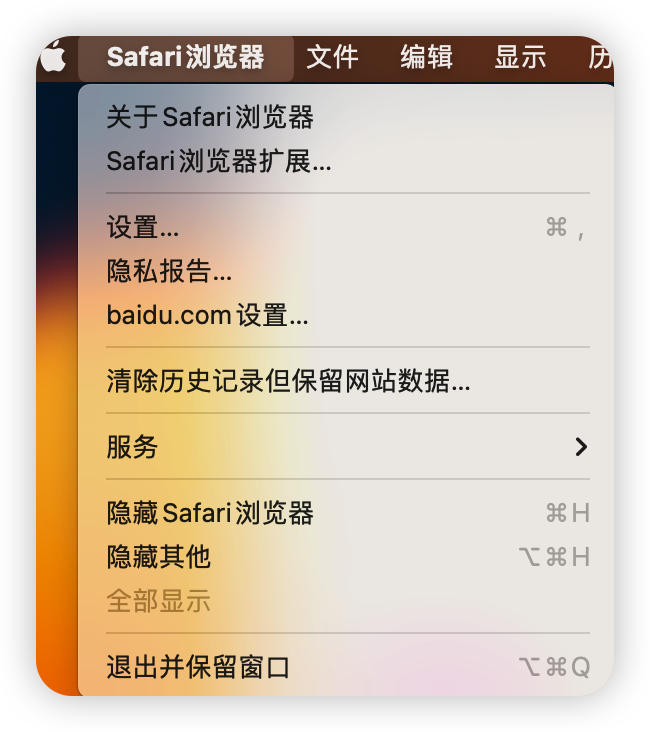 Safari浏览器 文件 编辑 显示 历
关于Safari浏览器
Safari浏览器扩展...
设置... ⌘ ,
隐私报告...
baidu.com设置...
清除历史记录但保留网站数据...
服务
隐藏Safari浏览器 ⌘H
隐藏其他 ⌥⌘H
全部显示
退出并保留窗口 ⌥⌘Q